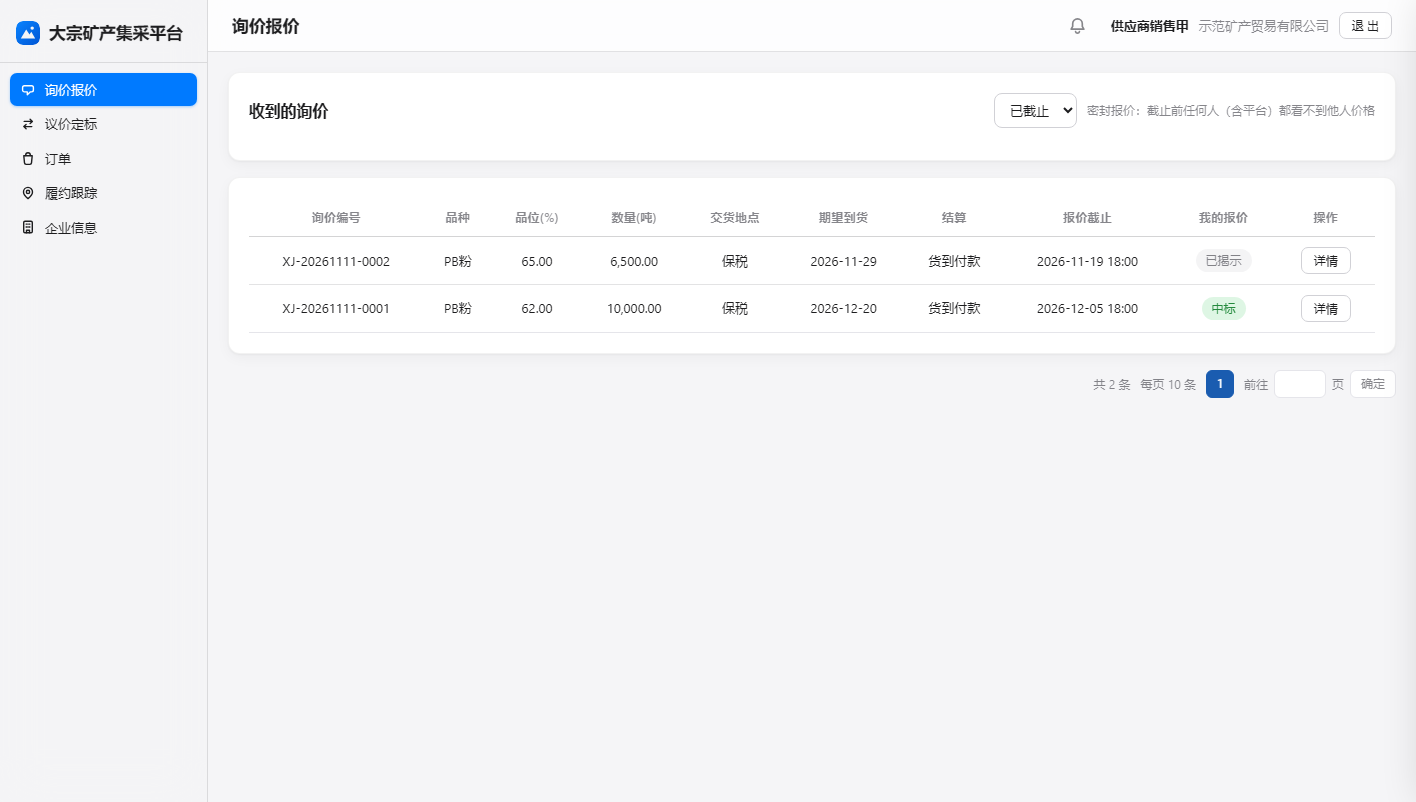 大宗矿产集采平台
询价报价
议价定标
订单
履约跟踪
企业信息
询价报价
供应商销售甲 示范矿产贸易有限公司 退 出
收到的询价
已截止 密封报价：截止前任何人（含平台）都看不到他人价格
询价编号 品种 品位(%) 数量(吨) 交货地点 期望到货 结算 报价截止 我的报价 操作
XJ-20261111-0002 PB粉 65.00 6,500.00 保税 2026-11-29 货到付款 2026-11-19 18:00 已揭示 详情
XJ-20261111-0001 PB粉 62.00 10,000.00 保税 2026-12-20 货到付款 2026-12-05 18:00 中标 详情
共 2 条 每页 10 条 1 前往 页 确定